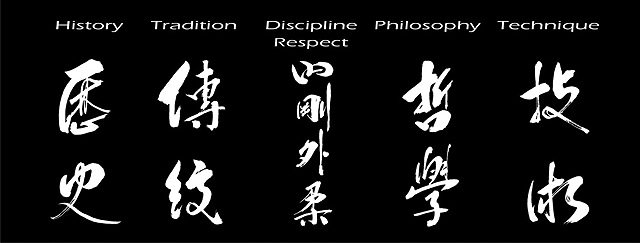 History
Tradition
Discipline
Respect
Philosophy
Technique
歷史
傳統
內剛外柔
哲學
技術